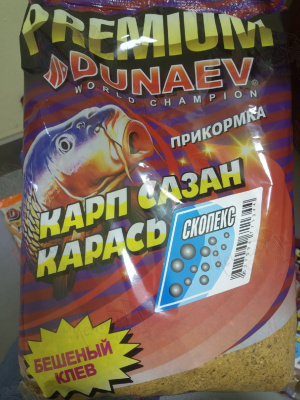 PREMIUM
DUNAEV®
WORLD CHAMPION
ПРИКОРМКА
КАРП САЗАН
КАРАСЬ
СКОПЕКС
БЕШЕНЫЙ
КЛЕВ